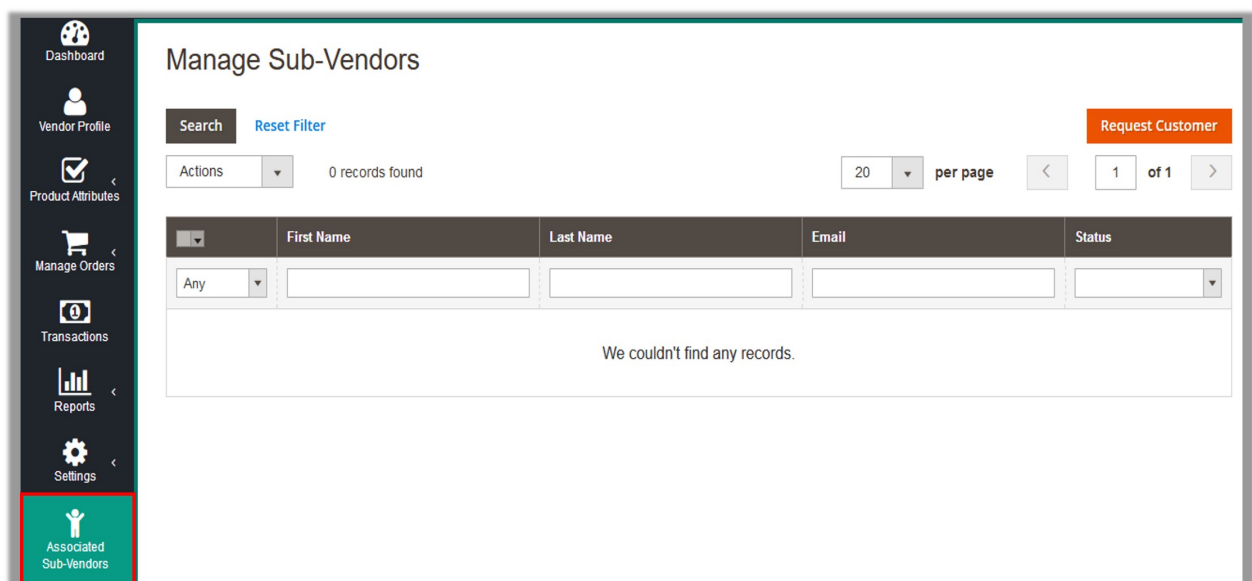 Dashboard
Vendor Profile
Product Attributes
Manage Orders
Transactions
Reports
Settings
Associated
Sub-Vendors
Manage Sub-Vendors
Search Reset Filter Request Customer
Actions 0 records found 20 per page 1 of 1
First Name Last Name Email Status
Any
We couldn't find any records.